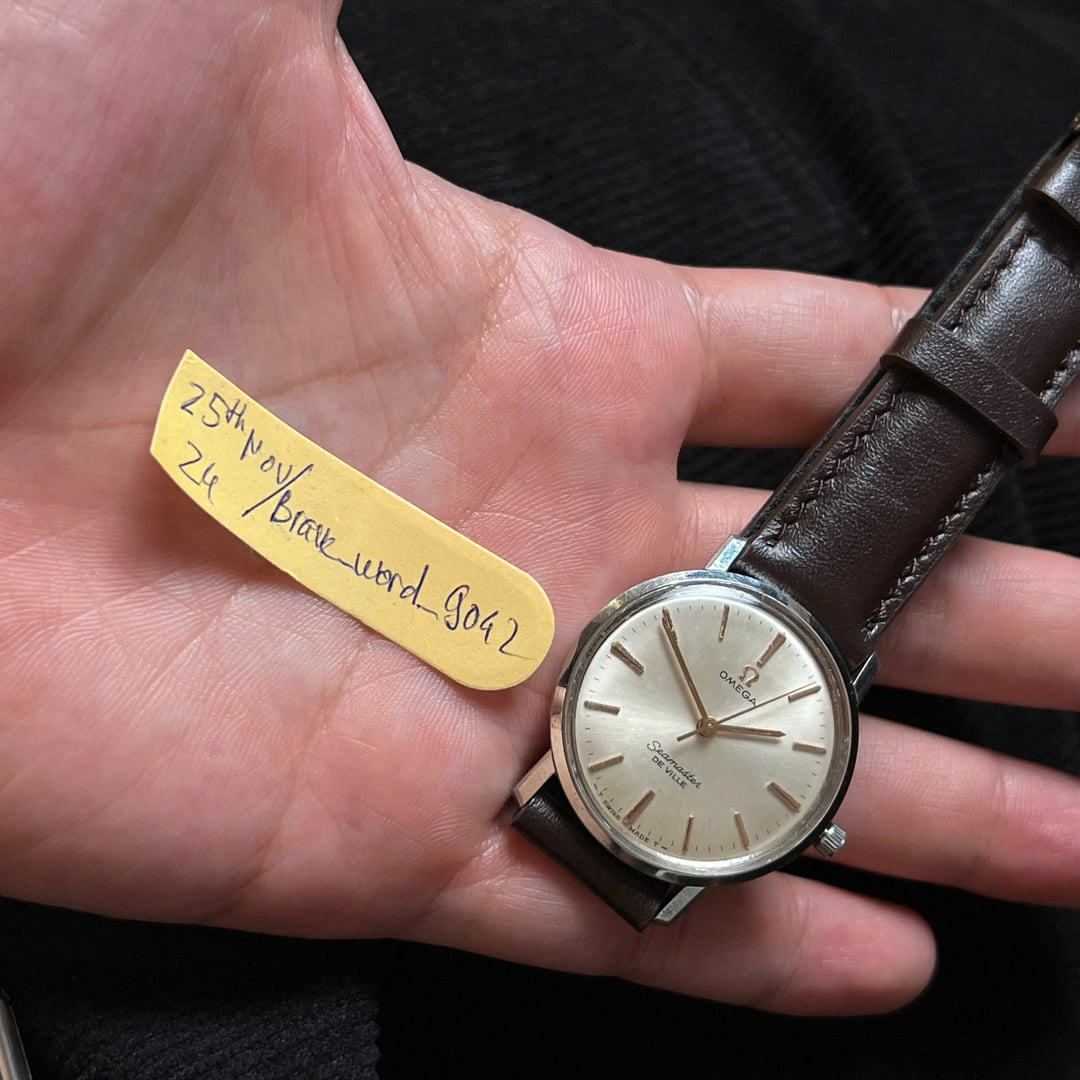 25th Nov/
24 /Brave_word_9042
Ω
OMEGA
Seamaster
DE VILLE
T SWISS MADE T